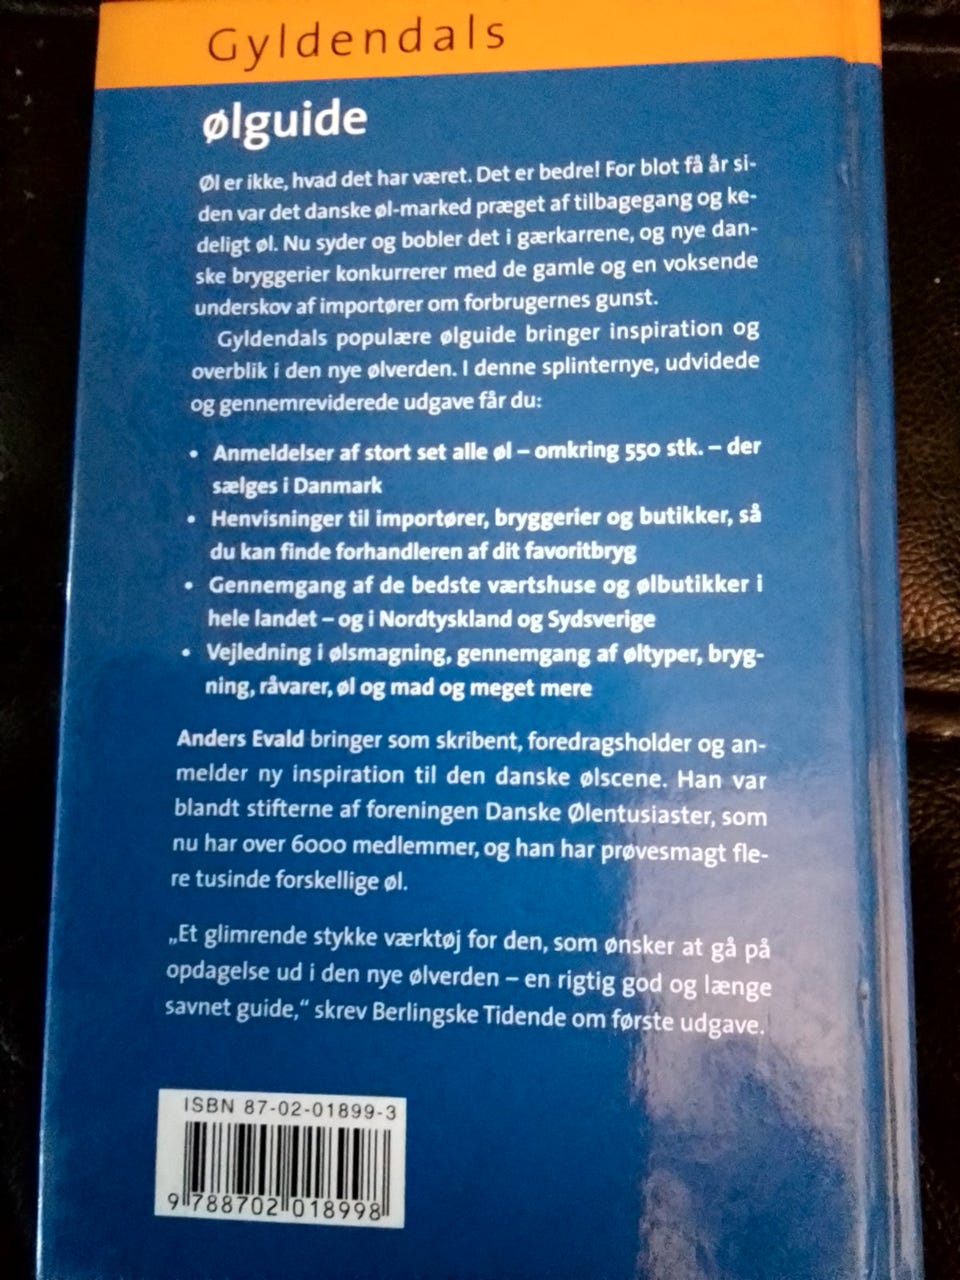 Gyldendals
ølguide
Øl er ikke, hvad det har været. Det er bedre! For blot få år si-
den var det danske øl-marked præget af tilbagegang og ke-
deligt øl. Nu syder og bobler det i gærkarrene, og nye dan-
ske bryggerier konkurrerer med de gamle og en voksende
underskov af importører om forbrugernes gunst.
Gyldendals populære ølguide bringer inspiration og
overblik i den nye ølverden. I denne splinternye, udvidede
og gennemreviderede udgave får du:
• Anmeldelser af stort set alle øl – omkring 550 stk. – der
sælges i Danmark
• Henvisninger til importører, bryggerier og butikker, så
du kan finde forhandleren af dit favoritbryg
• Gennemgang af de bedste værtshuse og ølbutikker i
hele landet – og i Nordtyskland og Sydsverige
• Vejledning i ølsmagning, gennemgang af øltyper, bryg-
ning, råvarer, øl og mad og meget mere
Anders Evald bringer som skribent, foredragsholder og an-
melder ny inspiration til den danske ølscene. Han var
blandt stifterne af foreningen Danske Ølentusiaster, som
nu har over 6000 medlemmer, og han har prøvesmagt fle-
re tusinde forskellige øl.
„Et glimrende stykke værktøj for den, som ønsker at gå på
opdagelse ud i den nye ølverden – en rigtig god og længe
savnet guide,“ skrev Berlingske Tidende om første udgave.
ISBN 87-02-01899-3
9 788702 018998